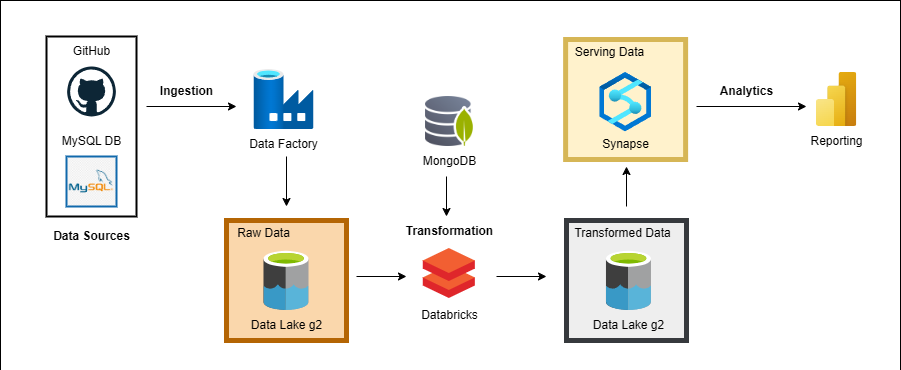 GitHub
MySQL DB
MySQL
Data Sources
Ingestion
Data Factory
Raw Data
Data Lake g2
MongoDB
Transformation
Databricks
Transformed Data
Data Lake g2
Serving Data
Synapse
Analytics
Reporting